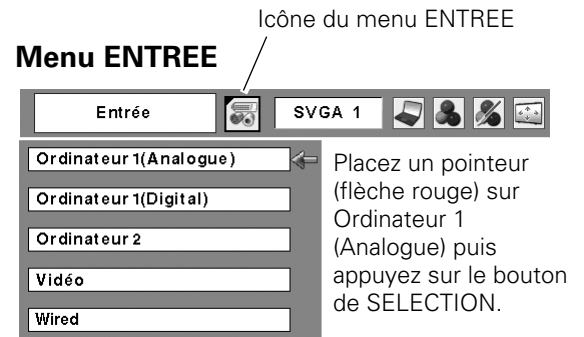 Icône du menu ENTREE
Menu ENTREE
Entrée
SVGA 1
Ordinateur 1(Analogue)
Ordinateur 1(Digital)
Ordinateur 2
Vidéo
Wired
Placez un pointeur
(flèche rouge) sur
Ordinateur 1
(Analogue) puis
appuyez sur le bouton
de SELECTION.